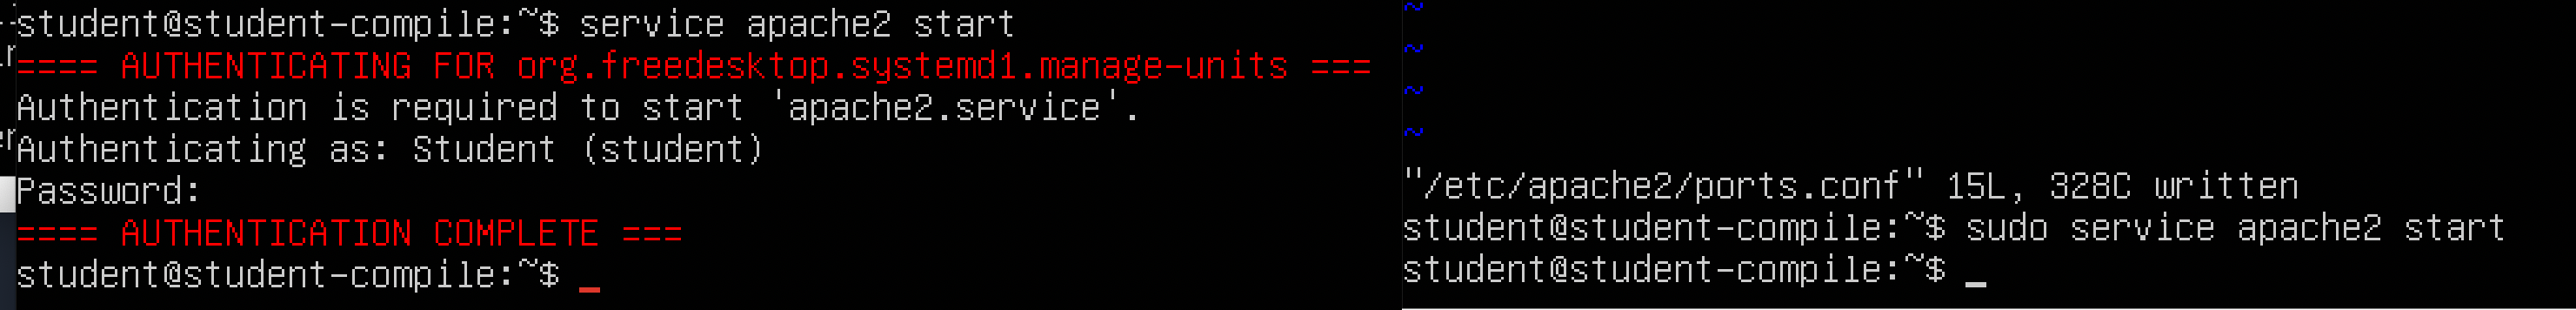 student@student-compile:~$ service apache2 start
==== AUTHENTICATING FOR org.freedesktop.systemd1.manage-units ===
Authentication is required to start 'apache2.service'.
Authenticating as: Student (student)
Password:
==== AUTHENTICATION COMPLETE ===
student@student-compile:~$ _
~
~
~
~
"/etc/apache2/ports.conf" 15L, 328C written
student@student-compile:~$ sudo service apache2 start
student@student-compile:~$ _